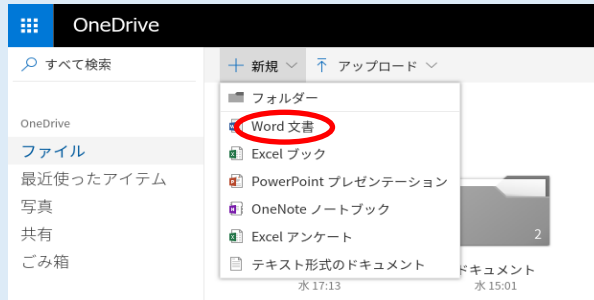 OneDrive
すべて検索
新規
アップロード
OneDrive
ファイル
最近使ったアイテム
写真
共有
ごみ箱
フォルダー
Word 文書
Excel ブック
PowerPoint プレゼンテーション
OneNote ノートブック
Excel アンケート
テキスト形式のドキュメント
2
ドキュメント
水 17:13
水 15:01